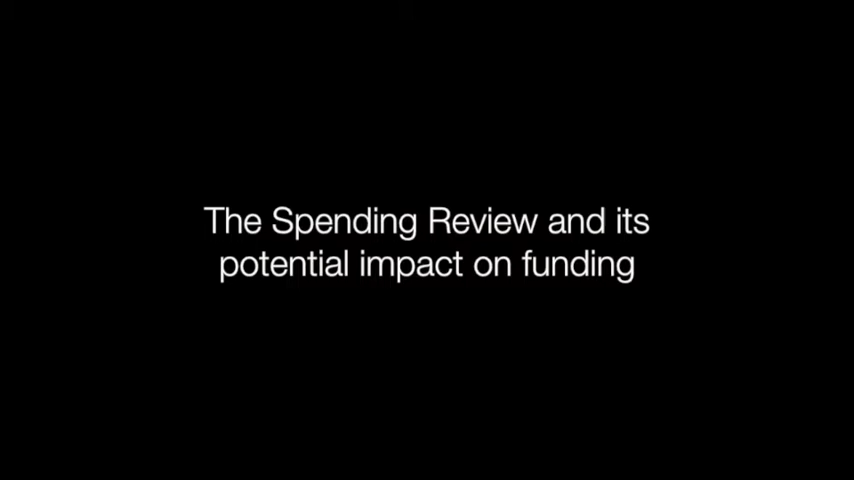 The Spending Review and its
potential impact on funding